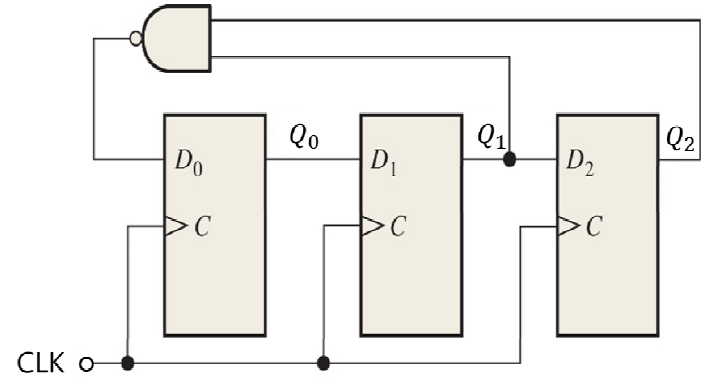 Q₀ Q₁ Q₂
D₀ D₁ D₂
C C C
CLK